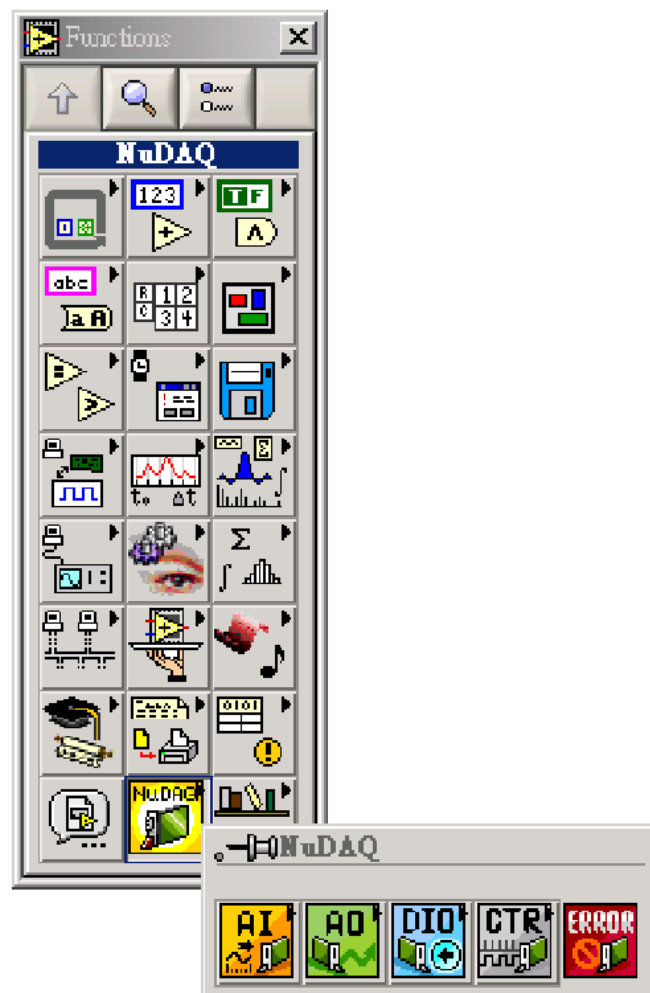 Functions
NuDAQ
123
TF
abc
R 1 2
C 3 4
a A
t₀ Δt
Σ
Σ
∫
0101
NuDAQ
NuDAQ
AI AO DIO CTR ERROR